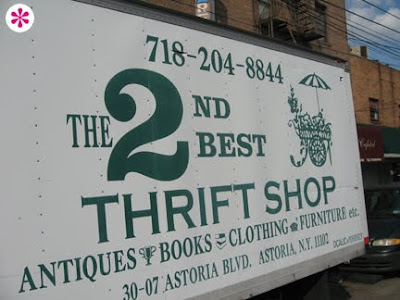 718-204-8844
THE 2ND BEST
THRIFT SHOP
ANTIQUES BOOKS CLOTHING FURNITURE etc.
30-07 ASTORIA BLVD. ASTORIA, N.Y. 11102